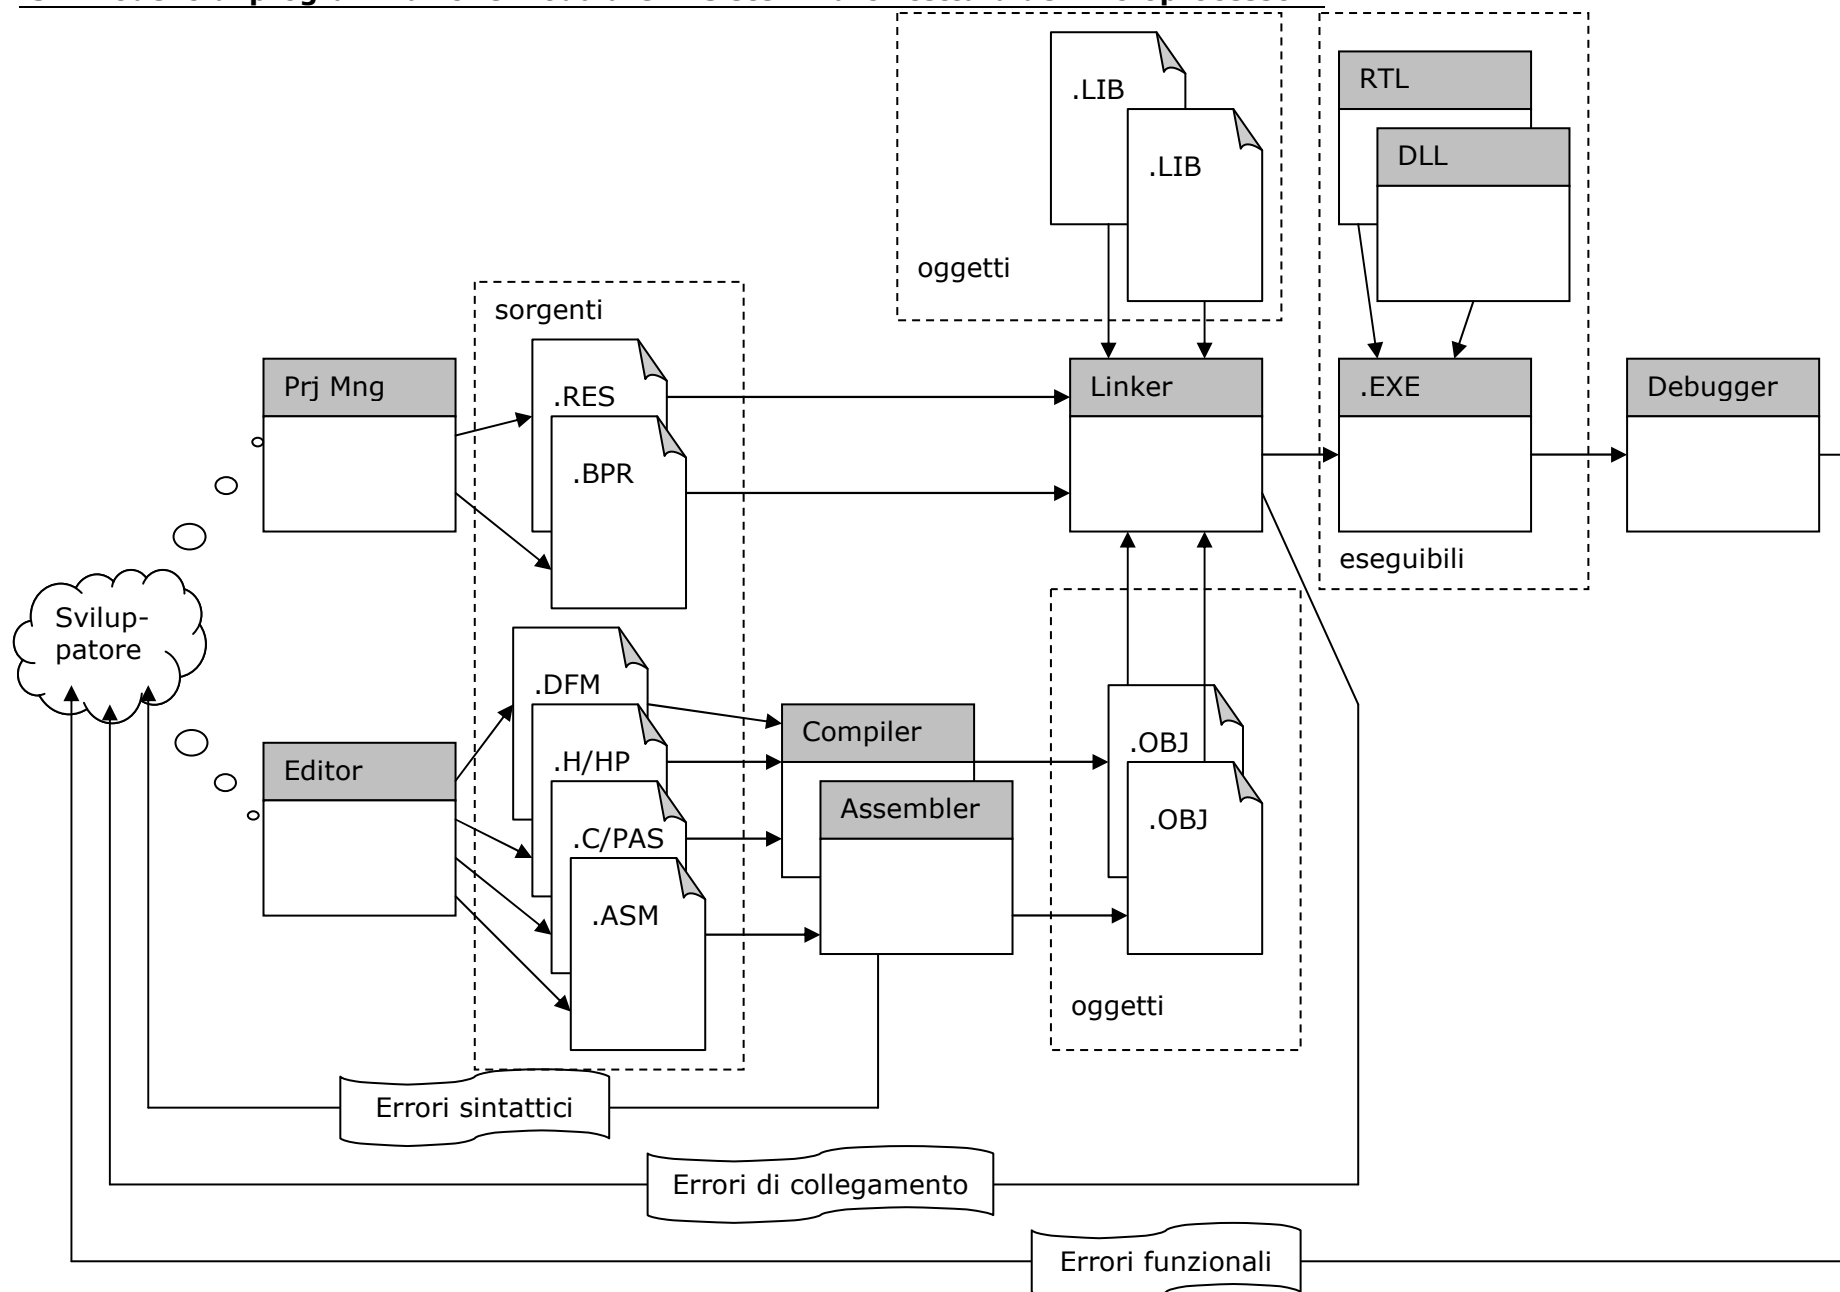 RTL
.LIB
DLL
.LIB
oggetti
sorgenti
Prj Mng
.RES
Linker
.EXE
Debugger
.BPR
eseguibili
Svilup-
patore
.DFM
Compiler
.OBJ
Editor
.H/HP
Assembler
.OBJ
.C/PAS
.ASM
oggetti
Errori sintattici
Errori di collegamento
Errori funzionali